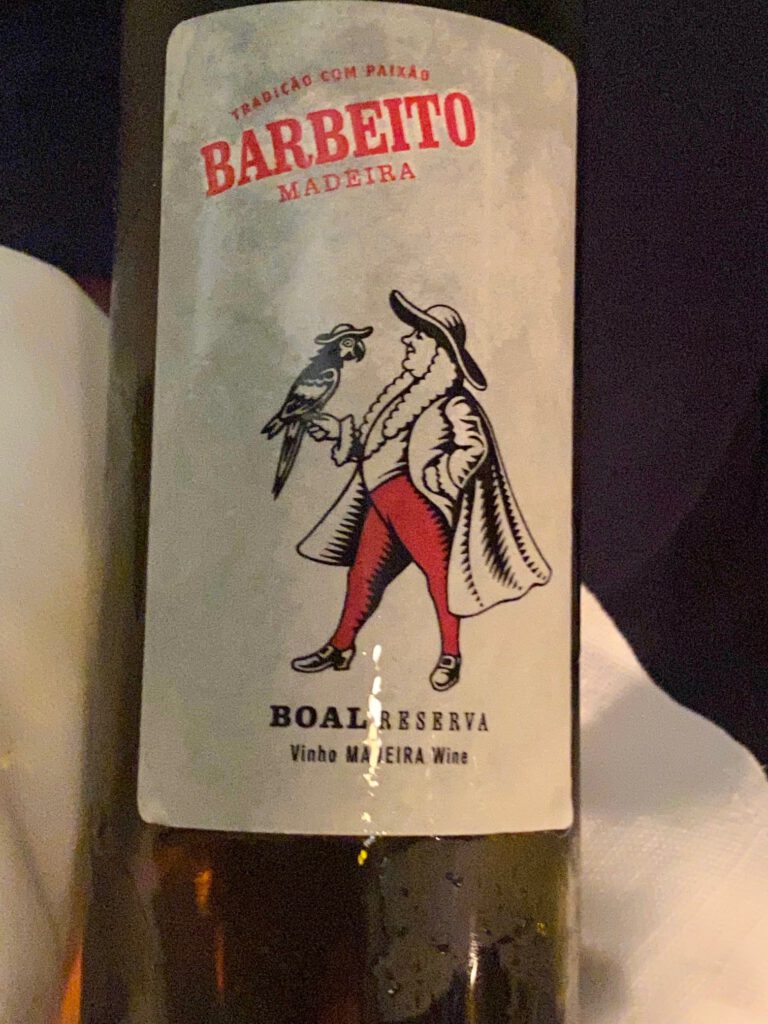 TRADIÇÃO COM PAIXÃO
BARBEITO
MADEIRA
BOAL RESERVA
Vinho MADEIRA Wine